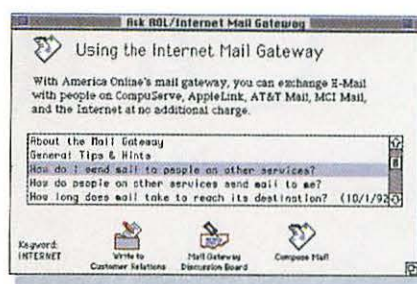 Ask AOL/Internet Mail Gateway
Using the Internet Mail Gateway
With America Online's mail gateway, you can exchange E-Mail
with people on CompuServe, AppleLink, AT&T Mail, MCI Mail,
and the Internet at no additional charge.
About the Mail Gateway
General Tips & Hints
How do I send mail to people on other services?
How do people on other services send mail to me?
How long does mail take to reach its destination? (10/1/92
Keyword:
INTERNET
Write to
Customer Relations
Mail Gateway
Discussion Board
Compose Mail